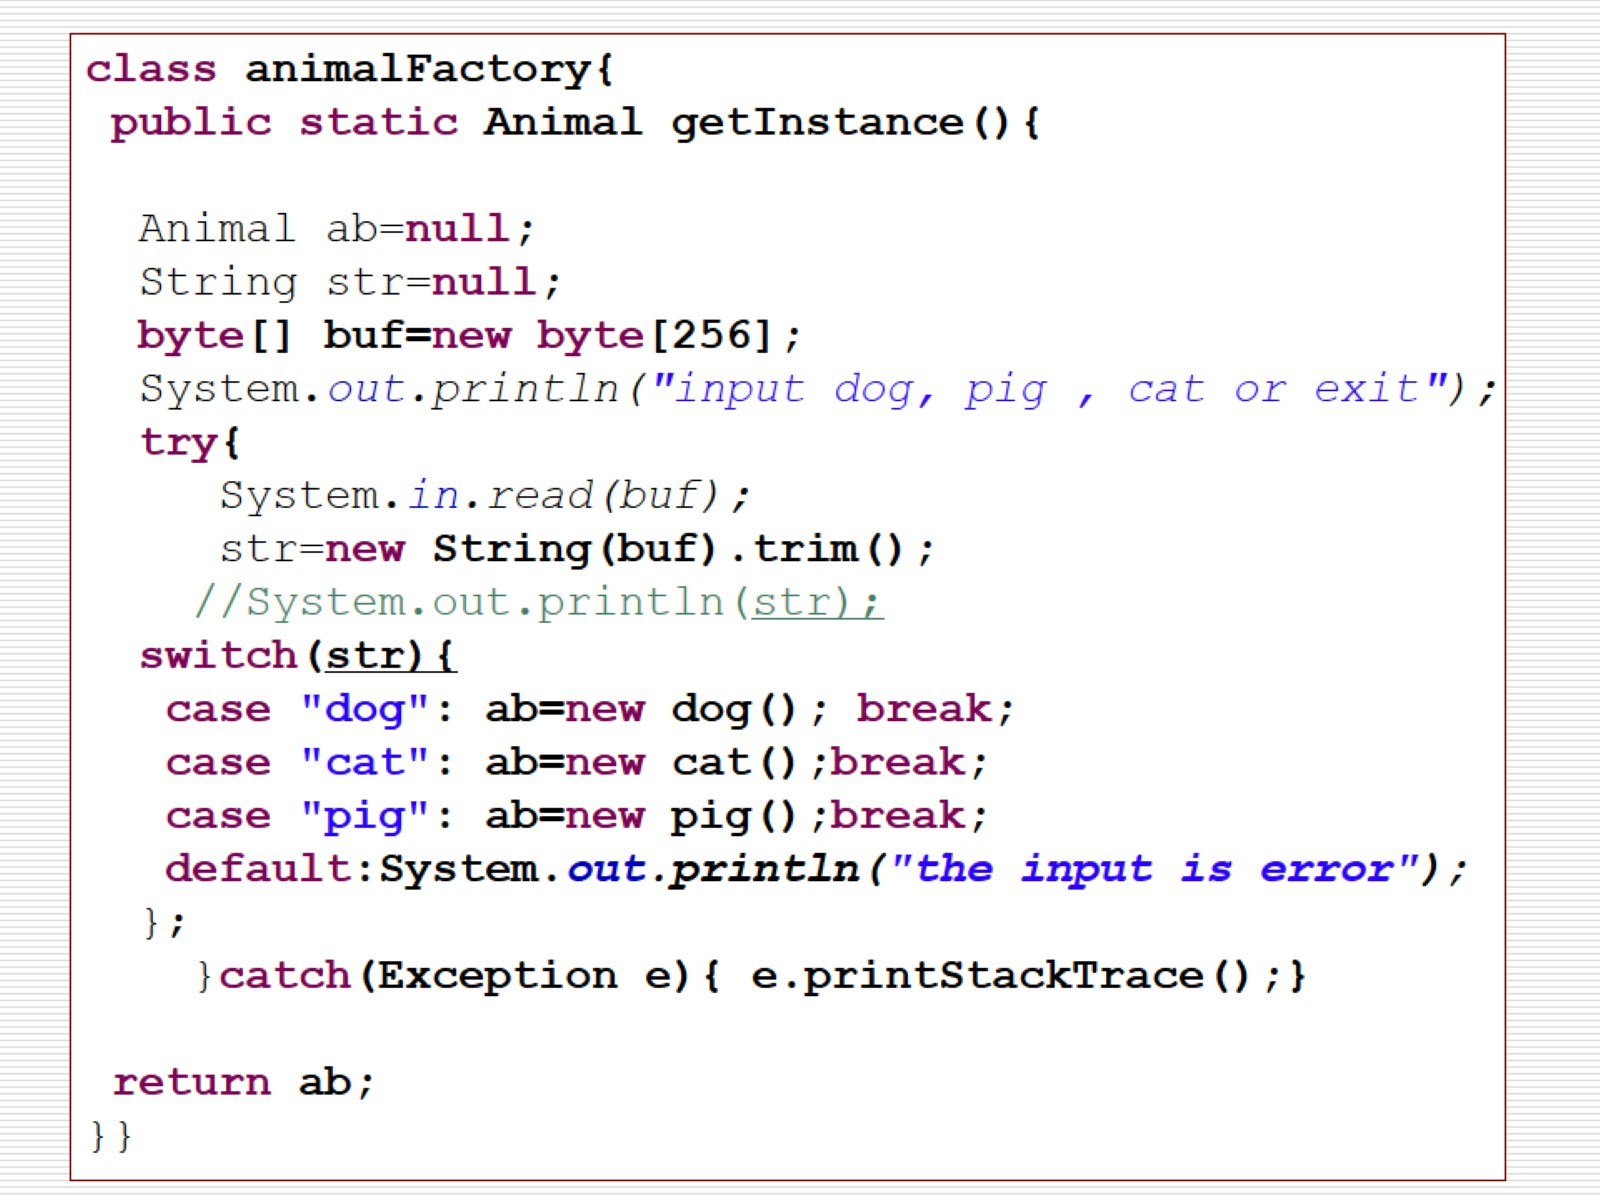 class animalFactory{
public static Animal getInstance(){
Animal ab=null;
String str=null;
byte[] buf=new byte[256];
System.out.println("input dog, pig , cat or exit");
try{
System.in.read(buf);
str=new String(buf).trim();
//System.out.println(str);
switch(str){
case "dog": ab=new dog(); break;
case "cat": ab=new cat();break;
case "pig": ab=new pig();break;
default:System.out.println("the input is error");
};
}catch(Exception e){ e.printStackTrace();}
return ab;
}}